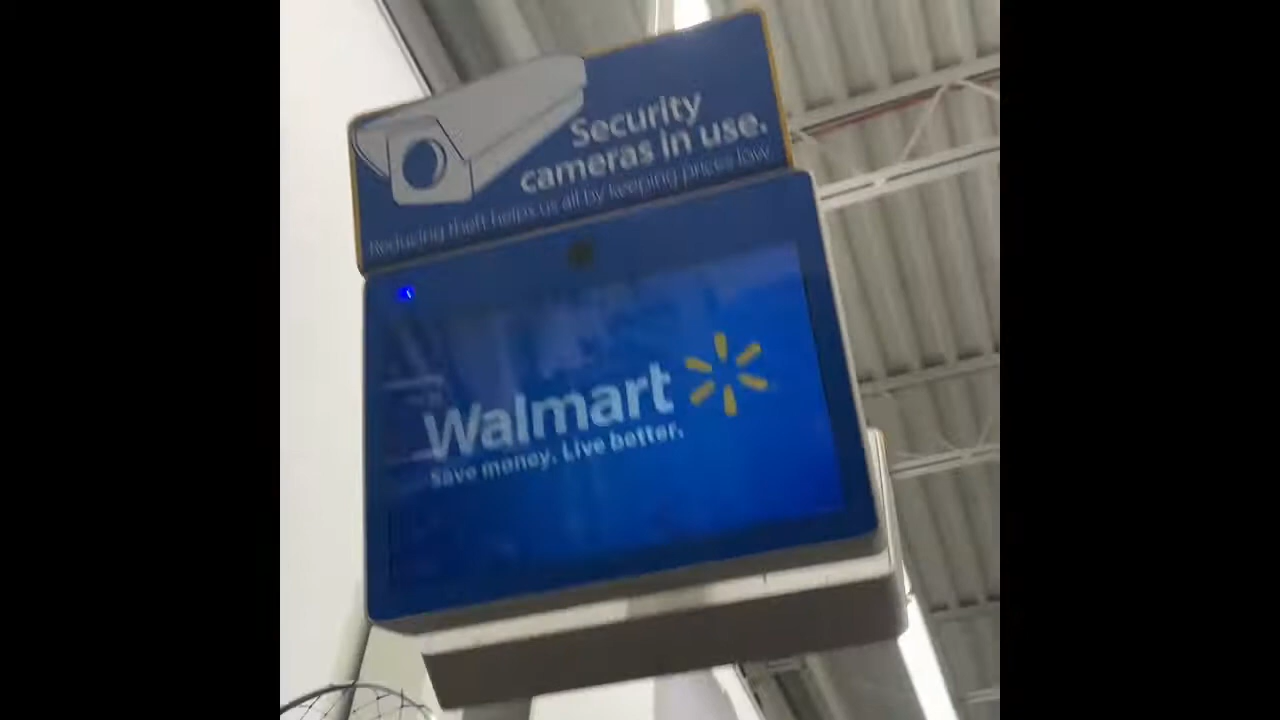 Security
cameras in use.
Reducing theft helps us all by keeping prices low.
Walmart
Save money. Live better.